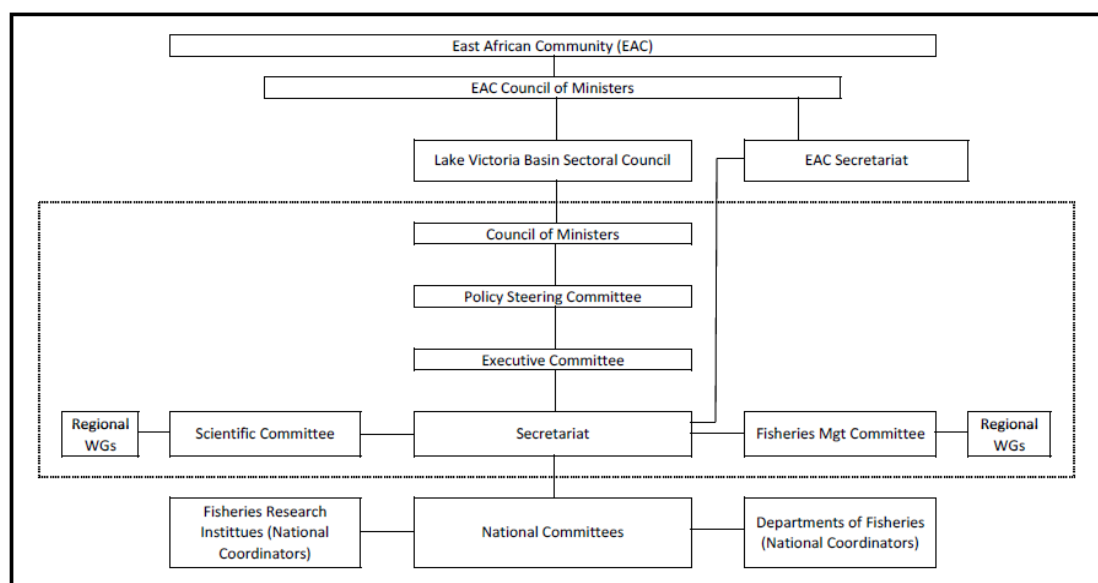 East African Community (EAC)
EAC Council of Ministers
Lake Victoria Basin Sectoral Council
EAC Secretariat
Council of Ministers
Policy Steering Committee
Executive Committee
Regional
WGs
Scientific Committee
Secretariat
Fisheries Mgt Committee
Regional
WGs
Fisheries Research
Instittues (National
Coordinators)
National Committees
Departments of Fisheries
(National Coordinators)